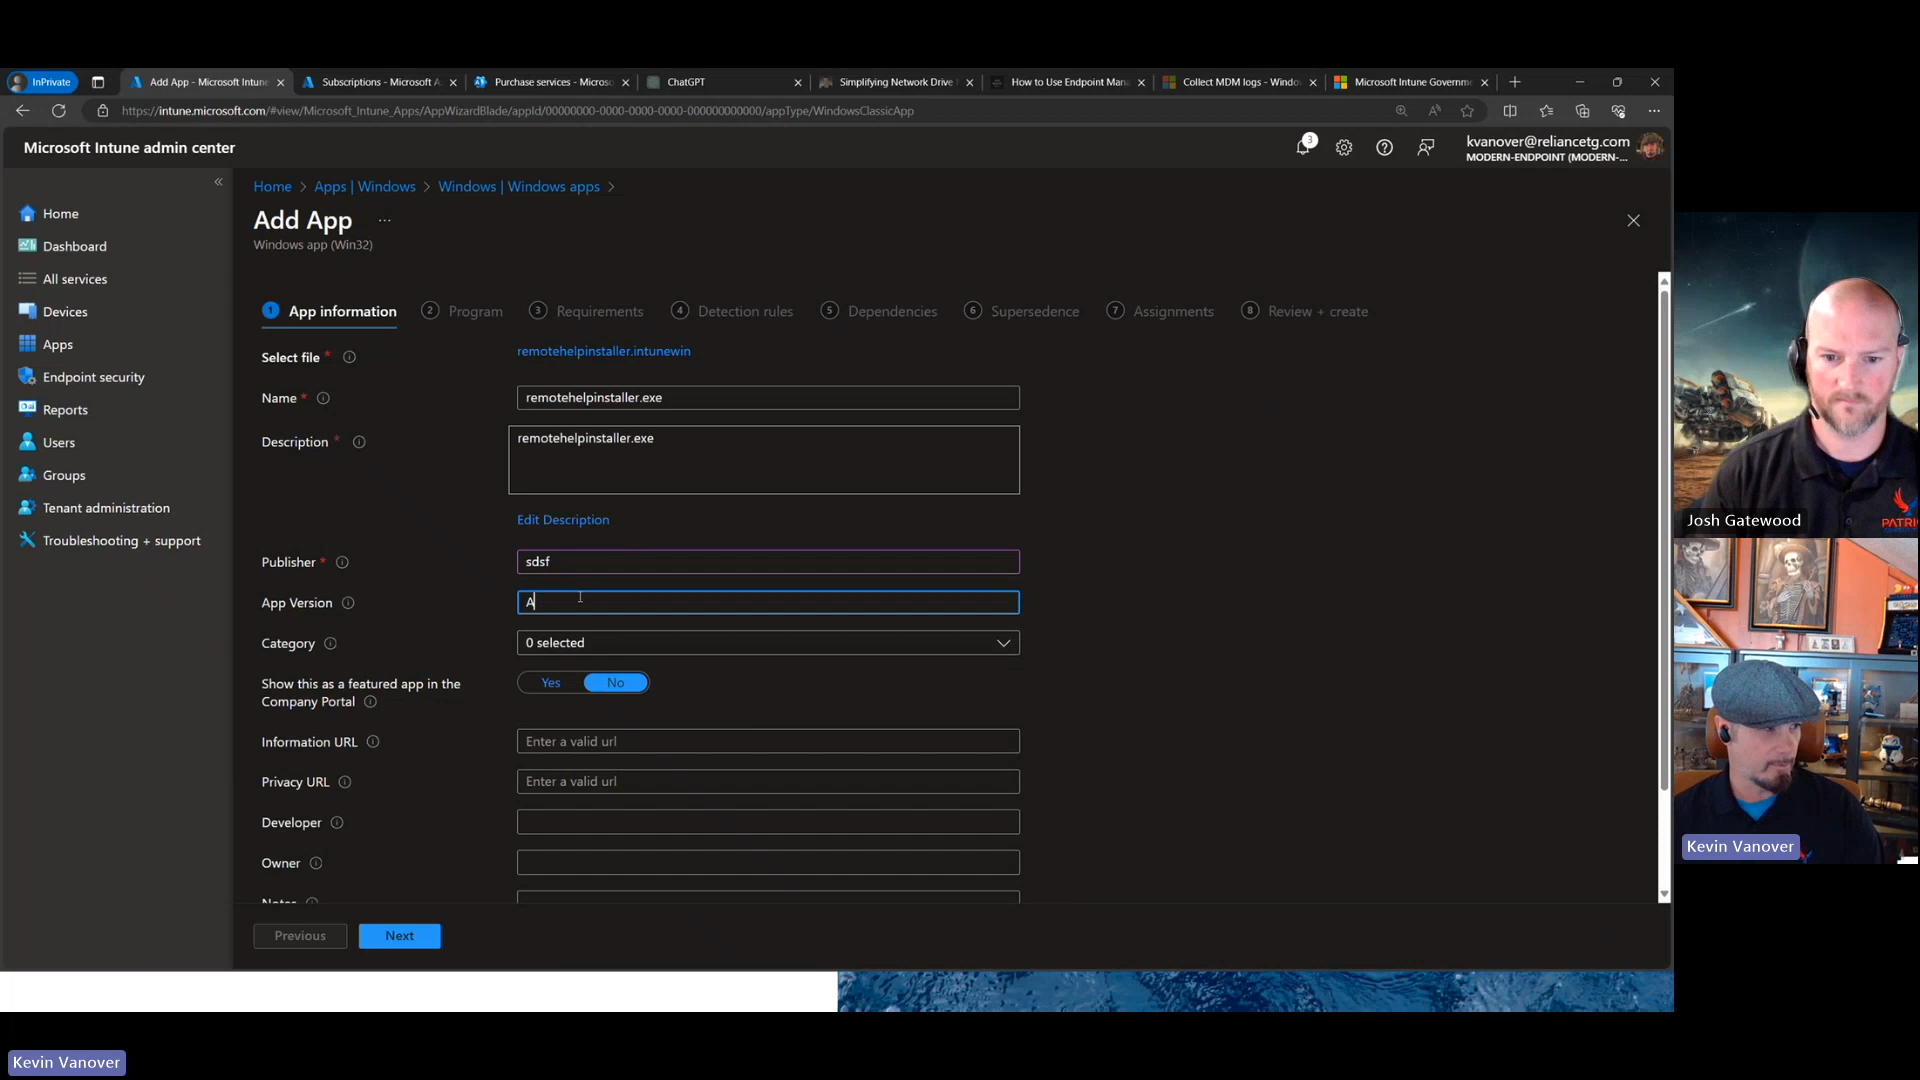 InPrivate
Add App - Microsoft Intune
Subscriptions - Microsoft A
Purchase services - Microso
ChatGPT
Simplifying Network Drive
How to Use Endpoint Man
Collect MDM logs - Window
Microsoft Intune Governm
https://intune.microsoft.com/#view/Microsoft_Intune_Apps/AppWizardBlade/appId/00000000-0000-0000-0000-000000000000/appType/WindowsClassicApp
Microsoft Intune admin center
3
kvanover@reliancetg.com
MODERN-ENDPOINT (MODERN-...
Home
Dashboard
All services
Devices
Apps
Endpoint security
Reports
Users
Groups
Tenant administration
Troubleshooting + support
Home > Apps | Windows > Windows | Windows apps >
Add App ...
Windows app (Win32)
1 App information 2 Program 3 Requirements 4 Detection rules 5 Dependencies 6 Supersedence 7 Assignments 8 Review + create
Select file * remotehelpinstaller.intunewin
Name * remotehelpinstaller.exe
Description * remotehelpinstaller.exe
Edit Description
Publisher * sdsf
App Version A
Category 0 selected
Show this as a featured app in the
Company Portal
Yes No
Information URL Enter a valid url
Privacy URL Enter a valid url
Developer
Owner
Notes
Previous Next
Josh Gatewood
Kevin Vanover
Kevin Vanover